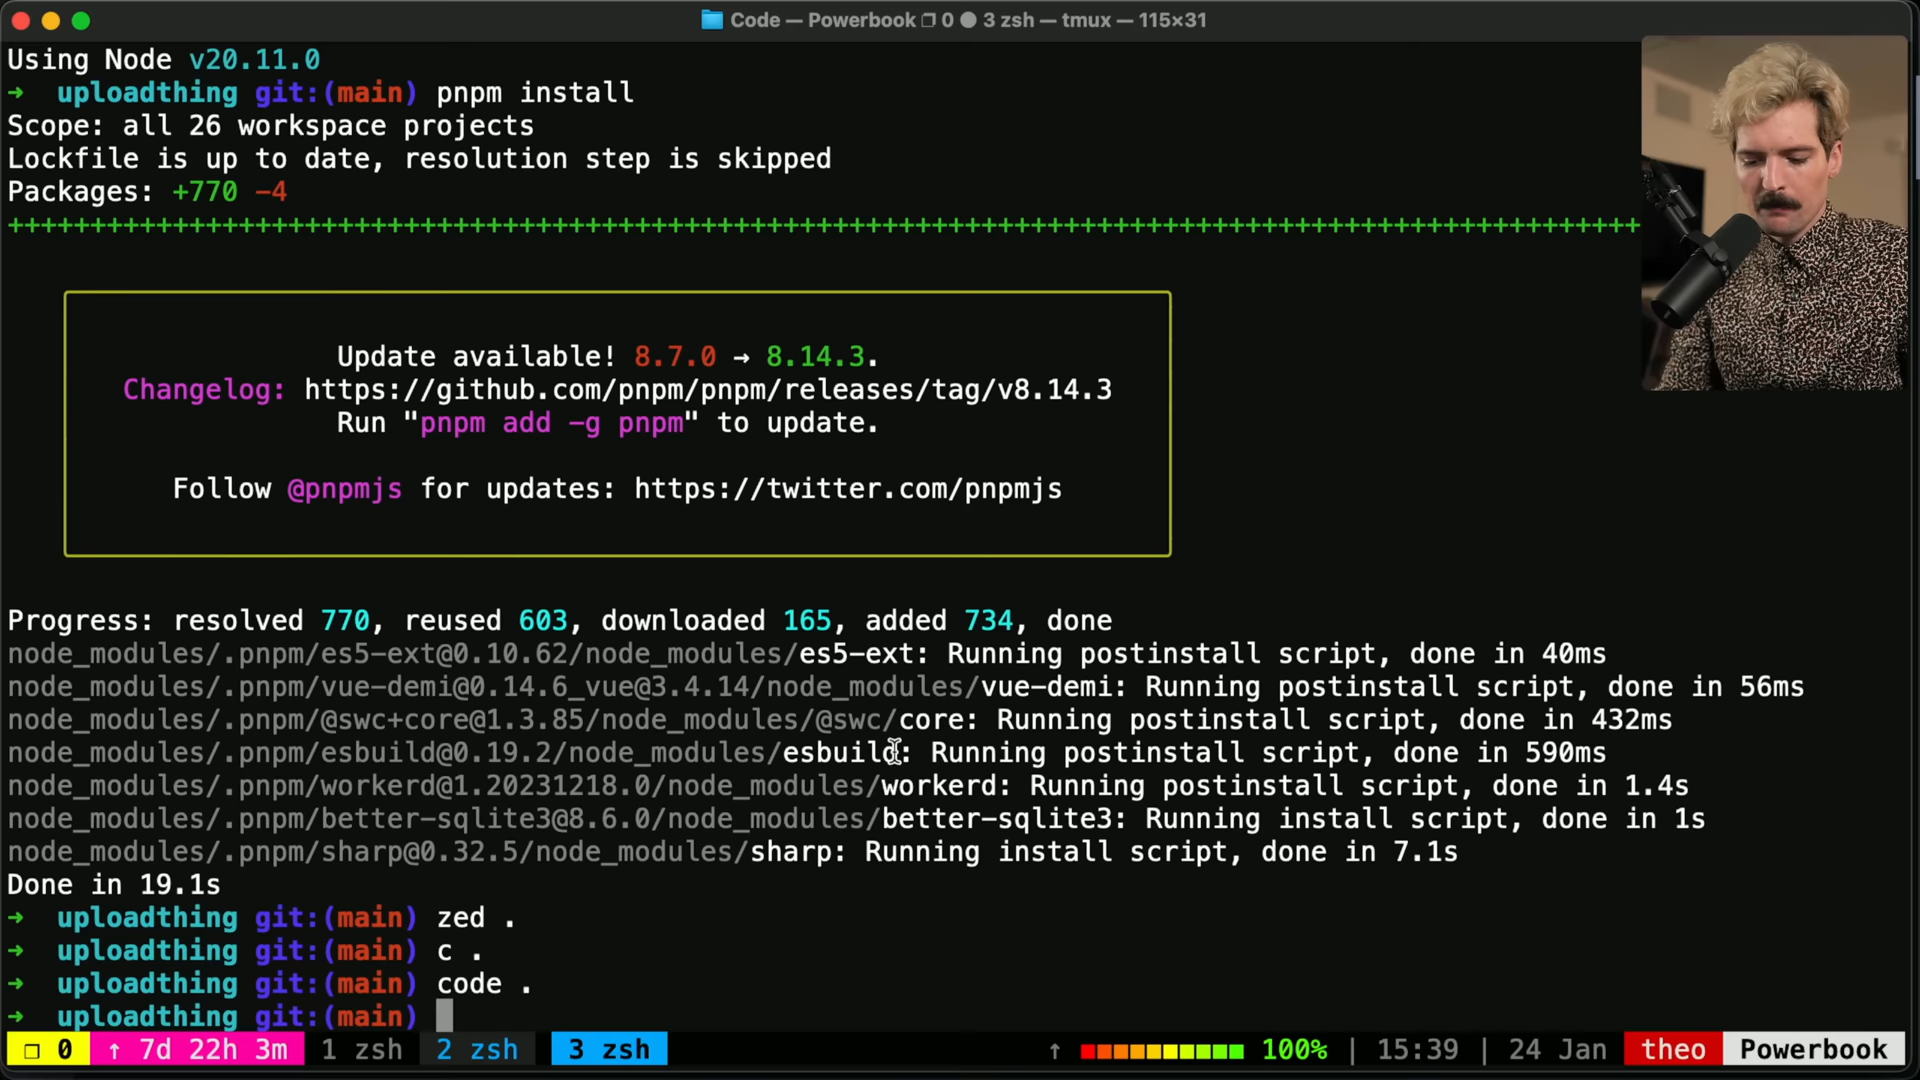 Code — Powerbook ❐ 0 ● 3 zsh — tmux — 115×31
Using Node v20.11.0
→ uploadthing git:(main) pnpm install
Scope: all 26 workspace projects
Lockfile is up to date, resolution step is skipped
Packages: +770 -4
++++++++++++++++++++++++++++++++++++++++++++++++++++++++++++++++++++++++++++++++++++++++++++++++++++
Update available! 8.7.0 → 8.14.3.
Changelog: https://github.com/pnpm/pnpm/releases/tag/v8.14.3
Run "pnpm add -g pnpm" to update.
Follow @pnpmjs for updates: https://twitter.com/pnpmjs
Progress: resolved 770, reused 603, downloaded 165, added 734, done
node_modules/.pnpm/es5-ext@0.10.62/node_modules/es5-ext: Running postinstall script, done in 40ms
node_modules/.pnpm/vue-demi@0.14.6_vue@3.4.14/node_modules/vue-demi: Running postinstall script, done in 56ms
node_modules/.pnpm/@swc+core@1.3.85/node_modules/@swc/core: Running postinstall script, done in 432ms
node_modules/.pnpm/esbuild@0.19.2/node_modules/esbuild: Running postinstall script, done in 590ms
node_modules/.pnpm/workerd@1.20231218.0/node_modules/workerd: Running postinstall script, done in 1.4s
node_modules/.pnpm/better-sqlite3@8.6.0/node_modules/better-sqlite3: Running install script, done in 1s
node_modules/.pnpm/sharp@0.32.5/node_modules/sharp: Running install script, done in 7.1s
Done in 19.1s
→ uploadthing git:(main) zed .
→ uploadthing git:(main) c .
→ uploadthing git:(main) code .
→ uploadthing git:(main)
❐ 0 ↑ 7d 22h 3m 1 zsh 2 zsh 3 zsh ↑ 100% | 15:39 | 24 Jan theo Powerbook